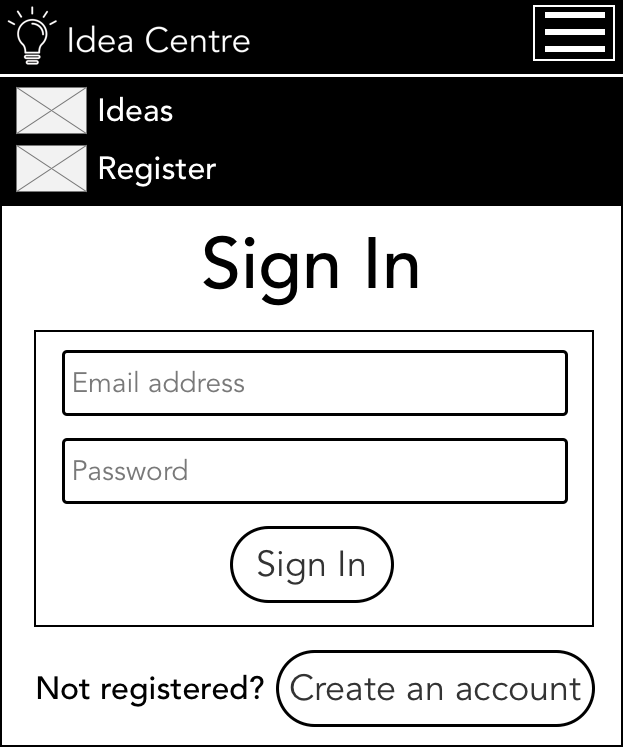 Idea Centre
Ideas
Register
Sign In
Email address
Password
Sign In
Not registered? Create an account